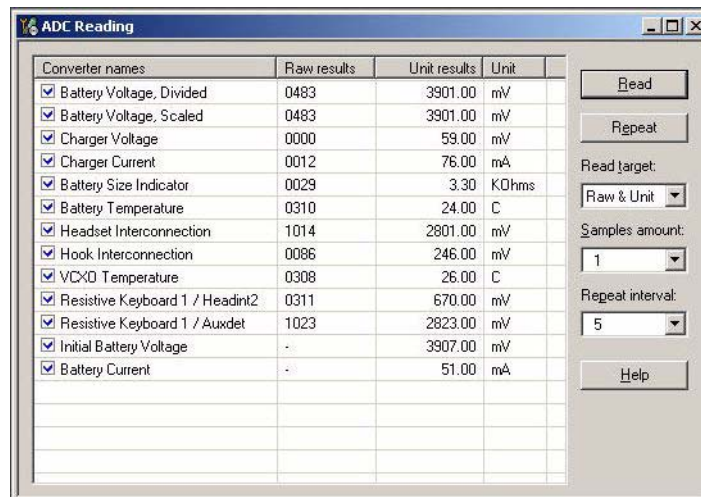 ADC Reading
Converter names Raw results Unit results Unit
Battery Voltage, Divided 0483 3901.00 mV
Battery Voltage, Scaled 0483 3901.00 mV
Charger Voltage 0000 59.00 mV
Charger Current 0012 76.00 mA
Battery Size Indicator 0029 3.30 KOhms
Battery Temperature 0310 24.00 C
Headset Interconnection 1014 2801.00 mV
Hook Interconnection 0086 246.00 mV
VCXO Temperature 0308 26.00 C
Resistive Keyboard 1 / Headint2 0311 670.00 mV
Resistive Keyboard 1 / Auxdet 1023 2823.00 mV
Initial Battery Voltage - 3907.00 mV
Battery Current - 51.00 mA
Read
Repeat
Read target:
Raw & Unit
Samples amount:
1
Repeat interval:
5
Help